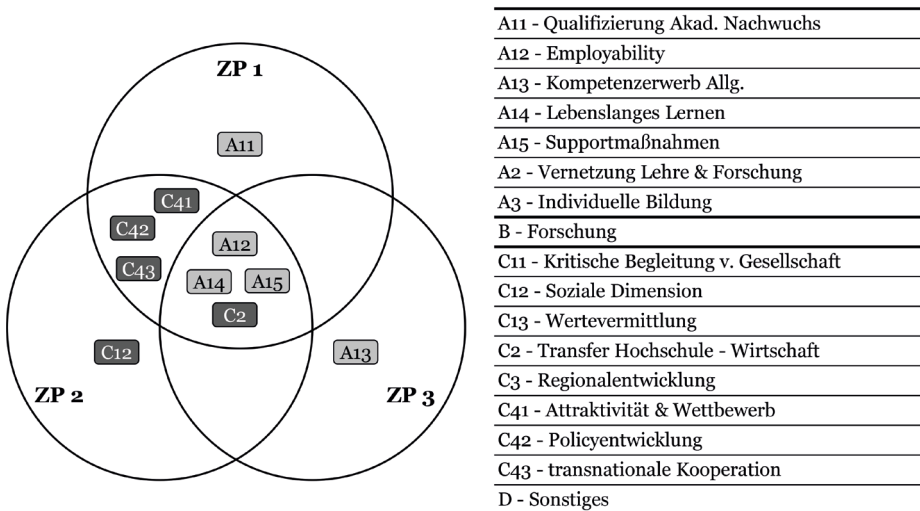 ZP 1
A11
C41
C42
A12
C43
A14
A15
C2
C12
A13
ZP 2
ZP 3
A11 - Qualifizierung Akad. Nachwuchs
A12 - Employability
A13 - Kompetenzerwerb Allg.
A14 - Lebenslanges Lernen
A15 - Supportmaßnahmen
A2 - Vernetzung Lehre & Forschung
A3 - Individuelle Bildung
B - Forschung
C11 - Kritische Begleitung v. Gesellschaft
C12 - Soziale Dimension
C13 - Wertevermittlung
C2 - Transfer Hochschule - Wirtschaft
C3 - Regionalentwicklung
C41 - Attraktivität & Wettbewerb
C42 - Policyentwicklung
C43 - transnationale Kooperation
D - Sonstiges